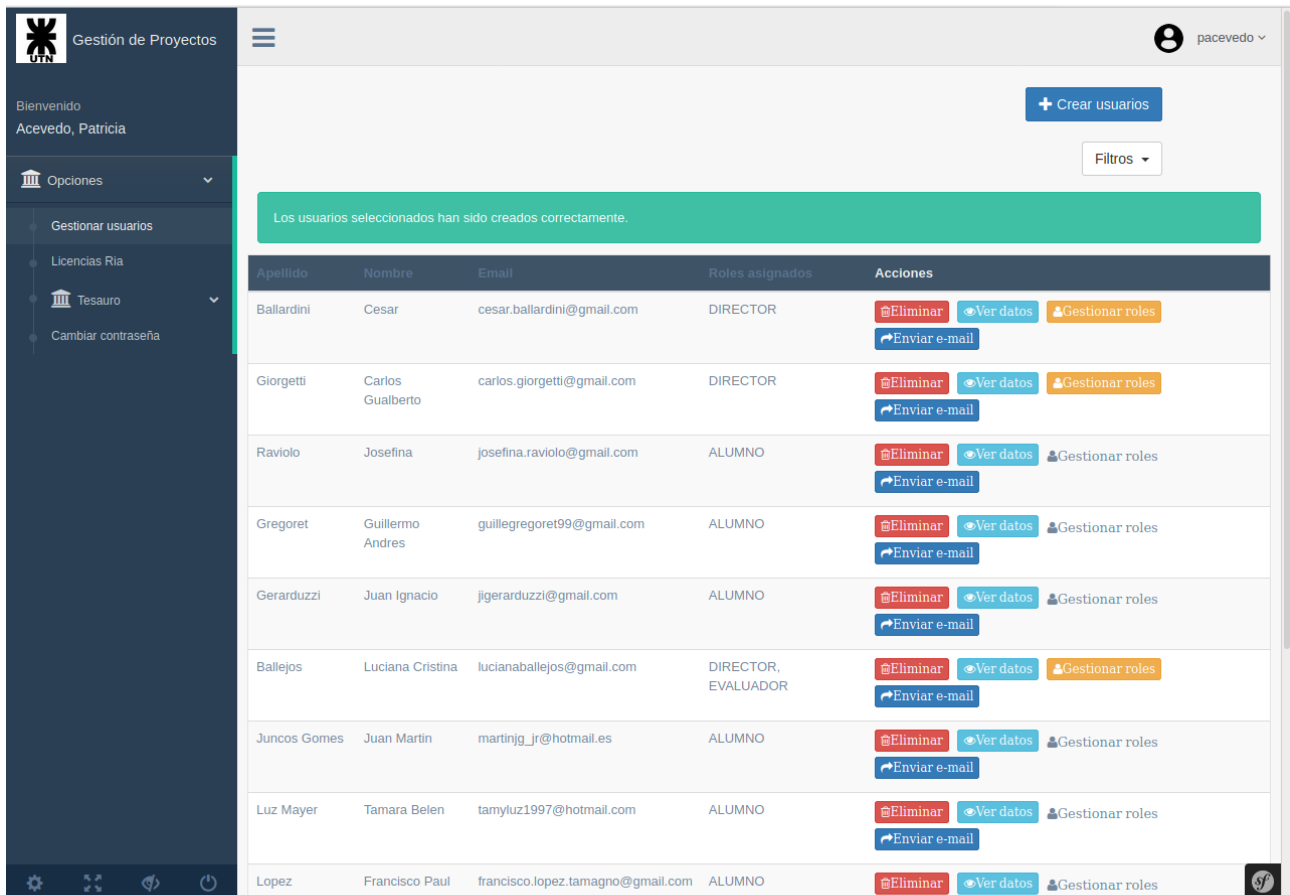 UTN
Gestión de Proyectos
pacevedo
Bienvenido
Acevedo, Patricia
Opciones
Gestionar usuarios
Licencias Ria
Tesauro
Cambiar contraseña
Crear usuarios
Filtros
Los usuarios seleccionados han sido creados correctamente.
Apellido Nombre Email Roles asignados Acciones
Ballardini Cesar cesar.ballardini@gmail.com DIRECTOR Eliminar Ver datos Gestionar roles
Enviar e-mail
Giorgetti Carlos carlos.giorgetti@gmail.com DIRECTOR Eliminar Ver datos Gestionar roles
Gualberto Enviar e-mail
Raviolo Josefina josefina.raviolo@gmail.com ALUMNO Eliminar Ver datos Gestionar roles
Enviar e-mail
Gregoret Guillermo guillegregoret99@gmail.com ALUMNO Eliminar Ver datos Gestionar roles
Andres Enviar e-mail
Gerarduzzi Juan Ignacio jigerarduzzi@gmail.com ALUMNO Eliminar Ver datos Gestionar roles
Enviar e-mail
Ballejos Luciana Cristina lucianaballejos@gmail.com DIRECTOR, Eliminar Ver datos Gestionar roles
EVALUADOR Enviar e-mail
Juncos Gomes Juan Martin martinjg_jr@hotmail.es ALUMNO Eliminar Ver datos Gestionar roles
Enviar e-mail
Luz Mayer Tamara Belen tamyluz1997@hotmail.com ALUMNO Eliminar Ver datos Gestionar roles
Enviar e-mail
Lopez Francisco Paul francisco.lopez.tamagno@gmail.com ALUMNO Eliminar Ver datos Gestionar roles
sf